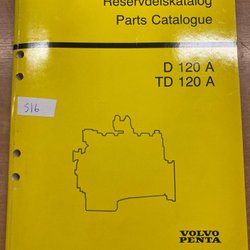 Reservdelskatalog
Parts Catalogue
D 120 A
TD 120 A
516
VOLVO
PENTA